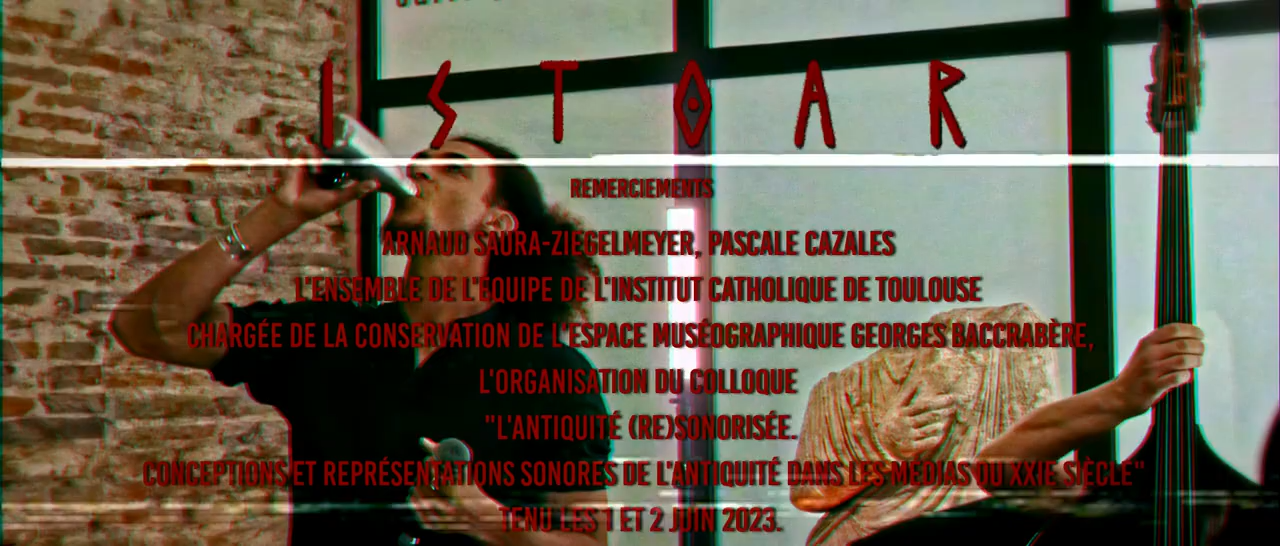 ISTOAR
REMERCIEMENTS
ARNAUD SAURA-ZIEGELMEYER, PASCALE CAZALES
L'ENSEMBLE DE L'EQUIPE DE L'INSTITUT CATHOLIQUE DE TOULOUSE
CHARGÉE DE LA CONSERVATION DE L'ESPACE MUSÉOGRAPHIQUE GEORGES BACCRABÈRE,
L'ORGANISATION DU COLLOQUE
"L'ANTIQUITÉ (RE)SONORISÉE.
CONCEPTIONS ET REPRÉSENTATIONS SONORES DE L'ANTIQUITÉ DANS LES MÉDIAS DU XXIE SIÈCLE"
TENU LES 1 ET 2 JUIN 2023.